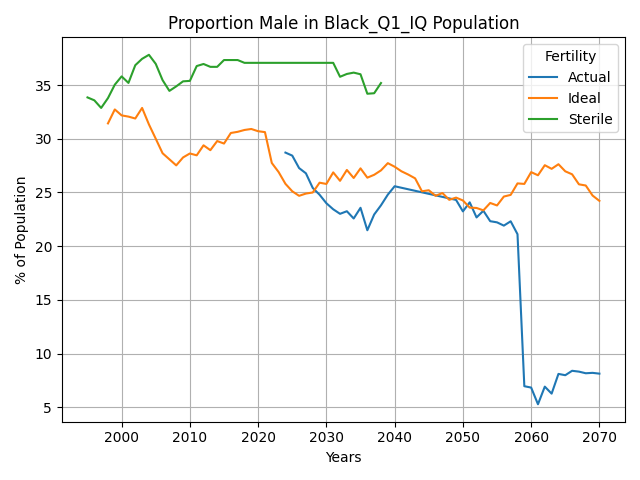 Proportion Male in Black_Q1_IQ Population
% of Population
35
30
25
20
15
10
5
2000 2010 2020 2030 2040 2050 2060 2070
Years
Fertility
Actual
Ideal
Sterile